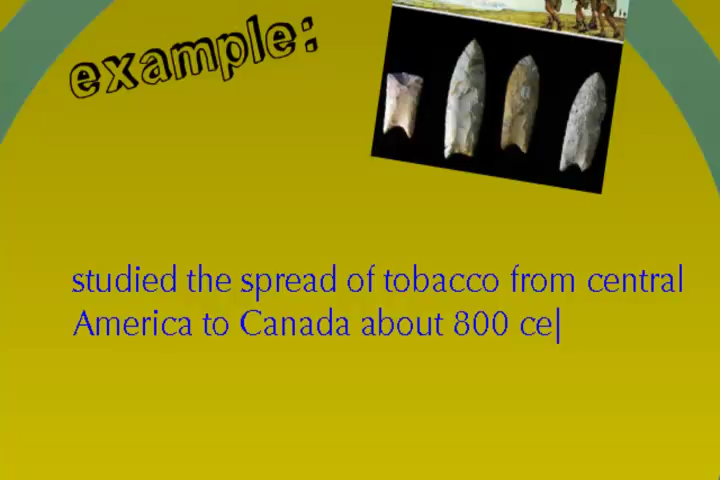 example:
studied the spread of tobacco from central
America to Canada about 800 ce|